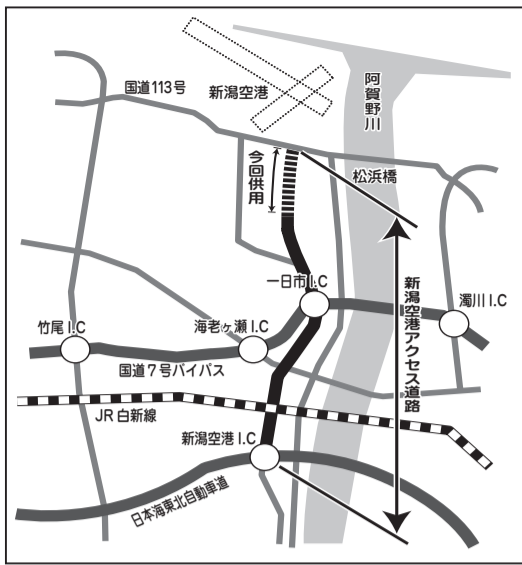 国道113号
新潟空港
阿賀野川
今回供用
松浜橋
一日市I.C
新潟空港アクセス道路
濁川I.C
竹尾I.C
海老ヶ瀬I.C
国道7号バイパス
JR白新線
新潟空港I.C
日本海東北自動車道